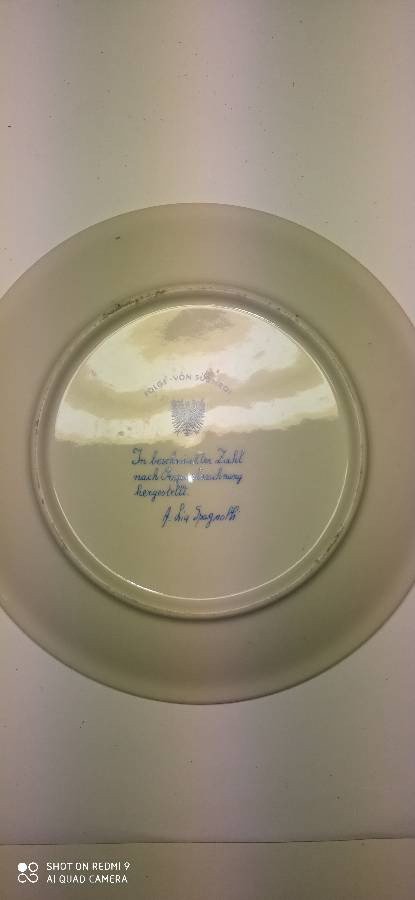 FOLGE · VON SÜDTIROL
In beschränkter Zahl
nach Originalzeichnung
hergestellt.
SHOT ON REDMI 9
AI QUAD CAMERA